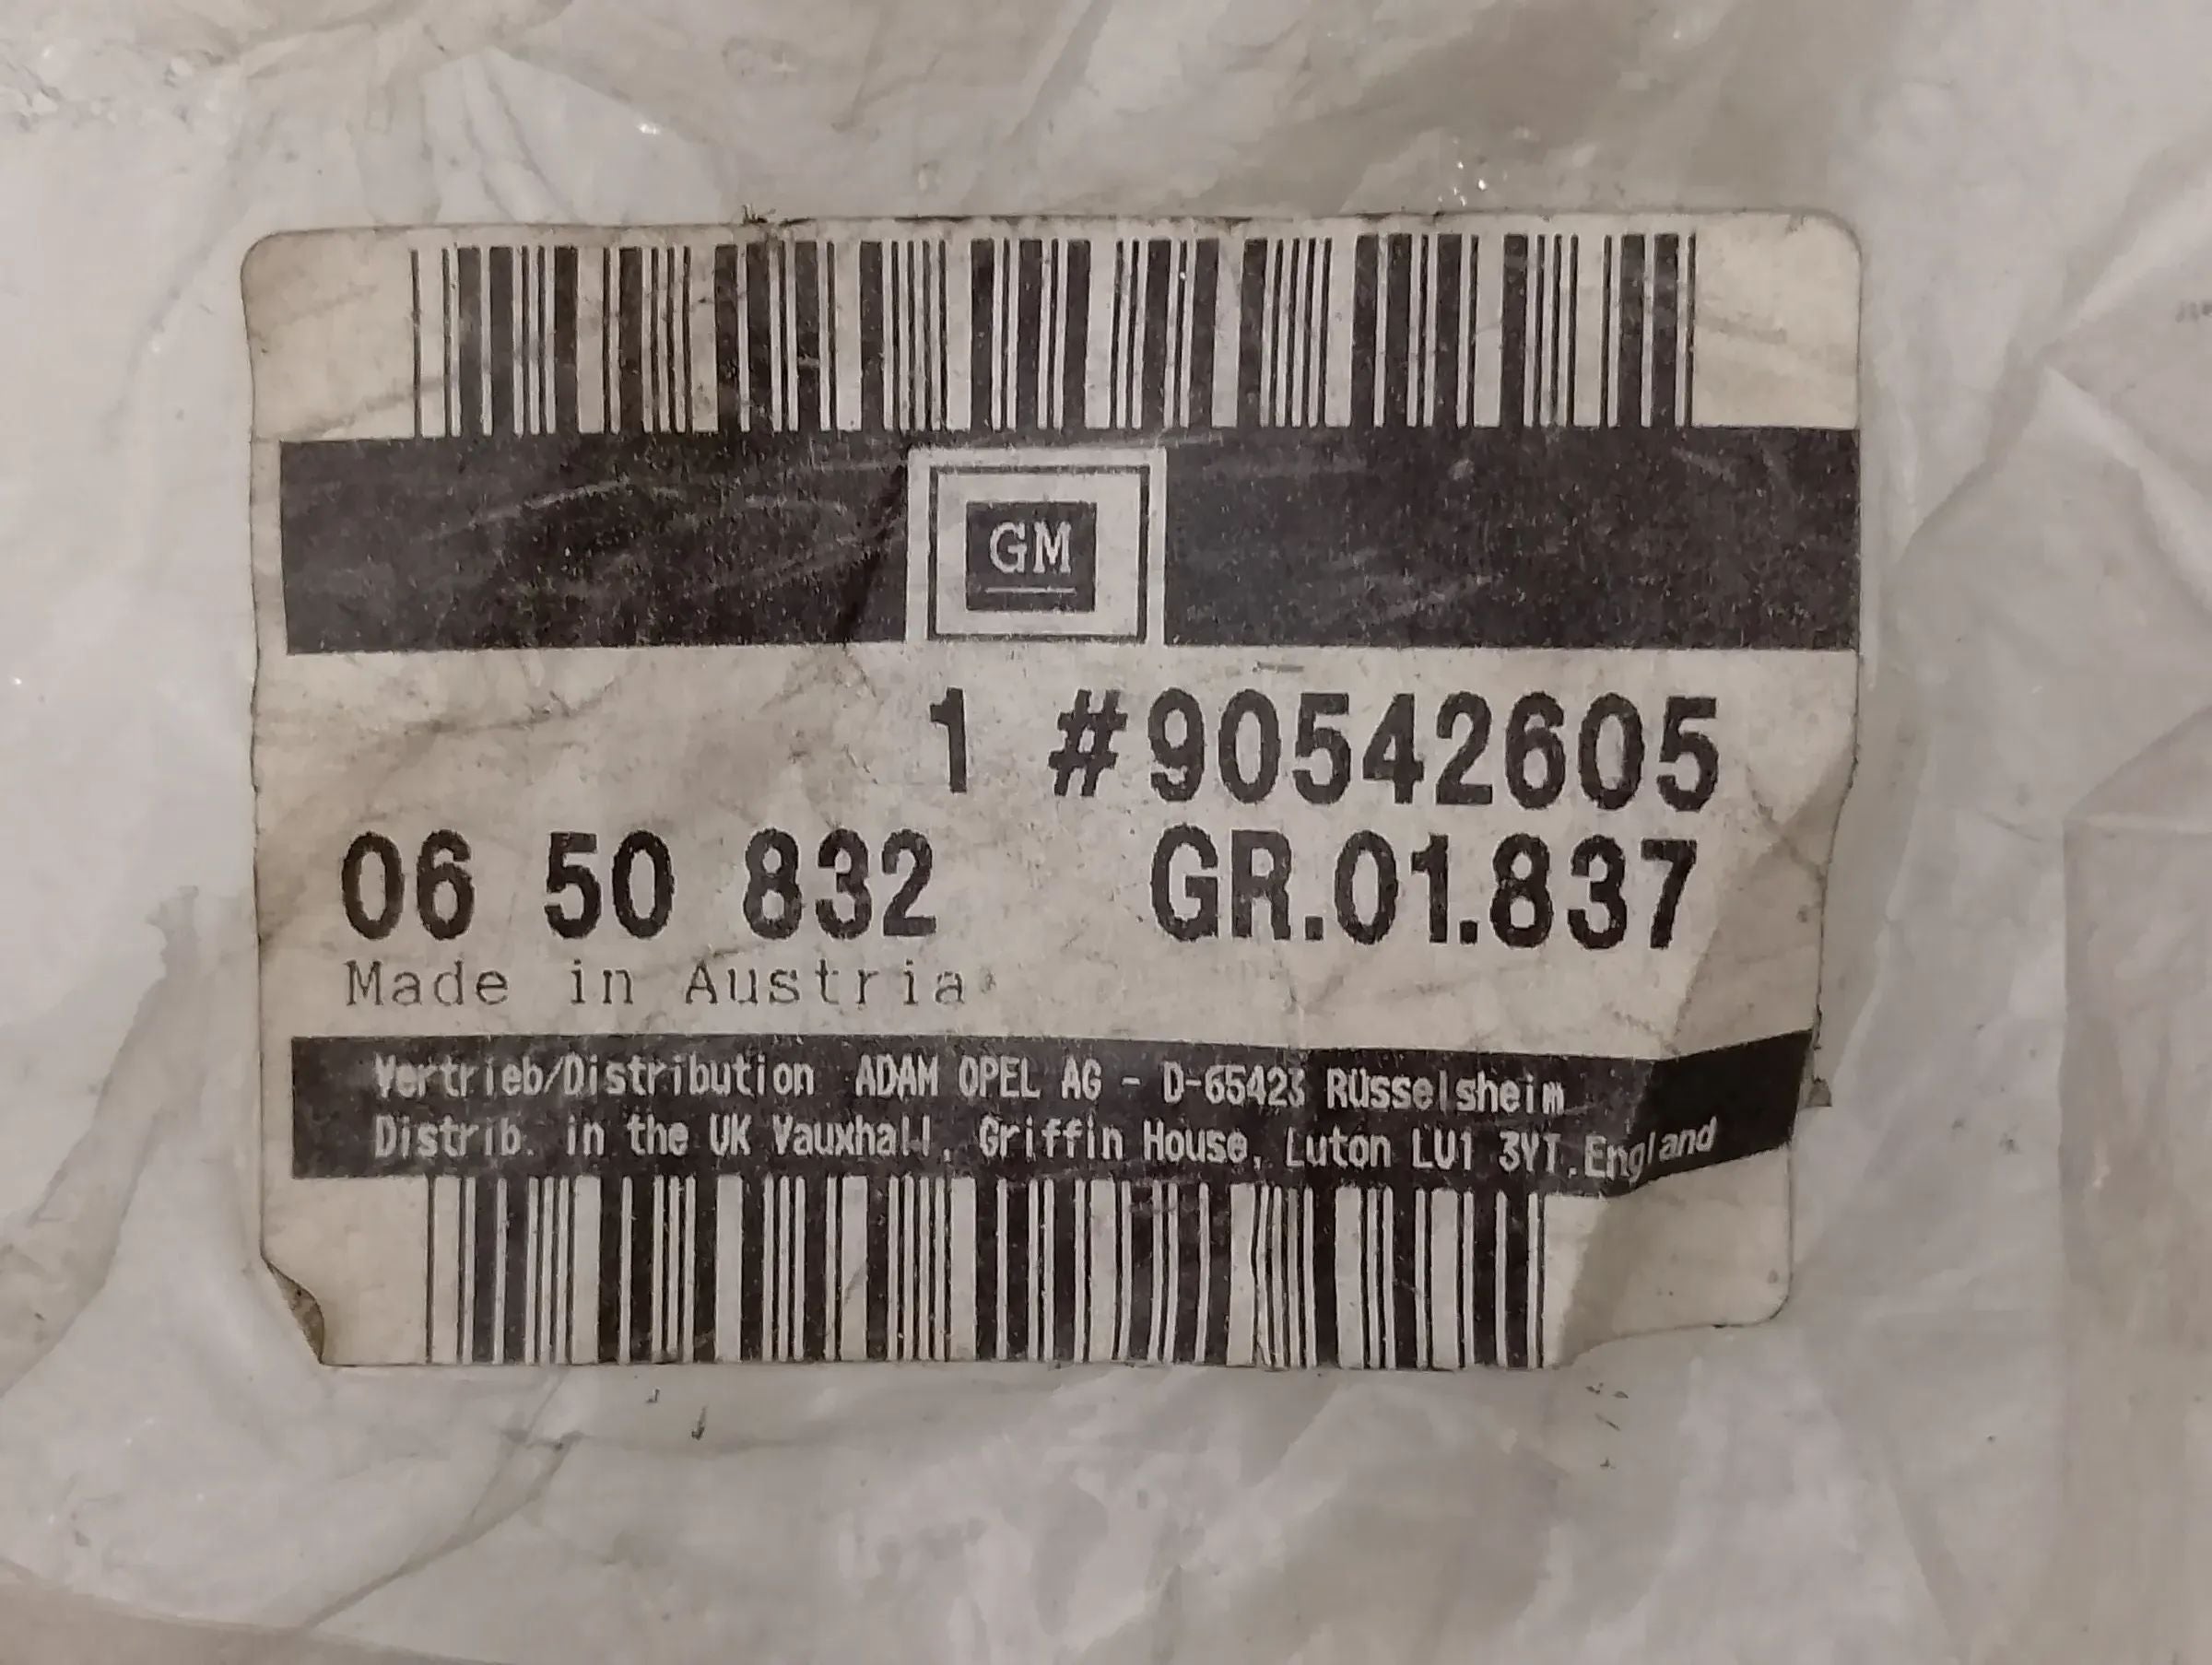 GM
1 #90542605
06 50 832 GR.01.837
Made in Austria
Vertrieb/Distribution ADAM OPEL AG - D-65423 Rüsselsheim
Distrib. in the UK Vauxhall, Griffin House, Luton LU1 3YT.England